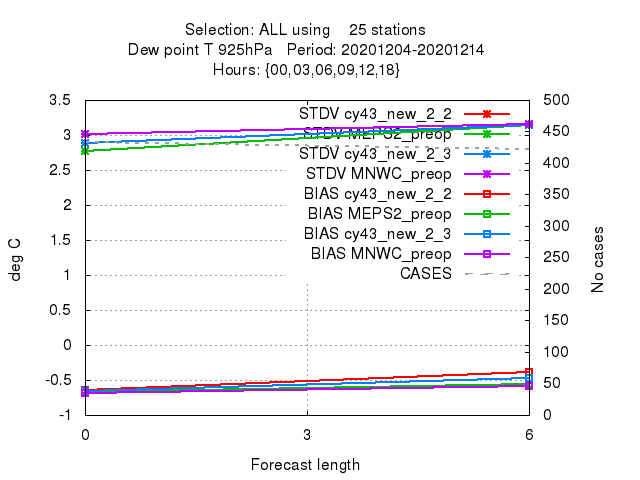 Selection: ALL using 25 stations
Dew point T 925hPa Period: 20201204-20201214
Hours: {00,03,06,09,12,18}
3.5
3
2.5
2
1.5
1
0.5
0
-0.5
-1
deg C
STDV cy43_new_2_2
STDV MEPS2_preop
STDV cy43_new_2_3
STDV MNWC_preop
BIAS cy43_new_2_2
BIAS MEPS2_preop
BIAS cy43_new_2_3
BIAS MNWC_preop
CASES
500
450
400
350
300
250
200
150
100
50
0
No cases
0 3 6
Forecast length